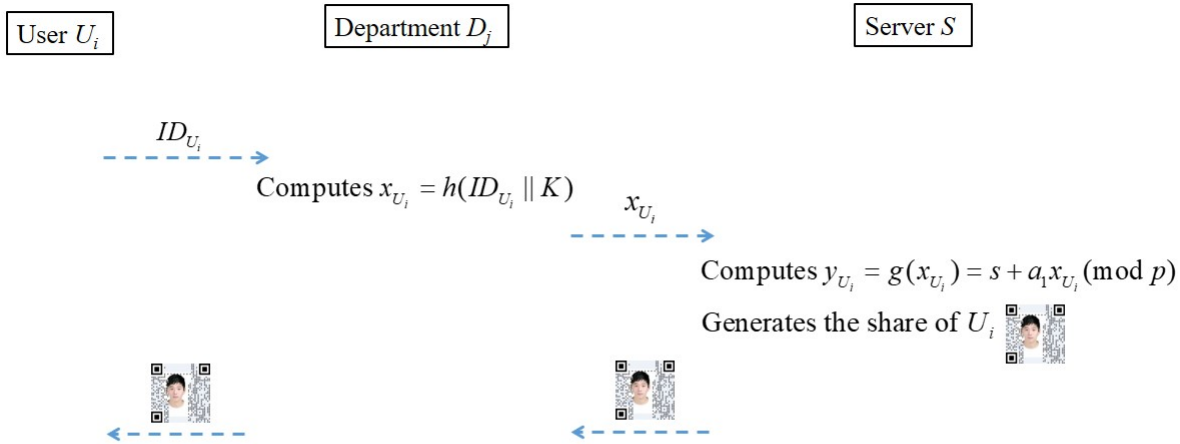 User U_i
Department D_j
Server S
ID_{U_i}
Computes x_{U_i} = h(ID_{U_i} || K)
x_{U_i}
Computes y_{U_i} = g(x_{U_i}) = s + a_1 x_{U_i} (mod p)
Generates the share of U_i